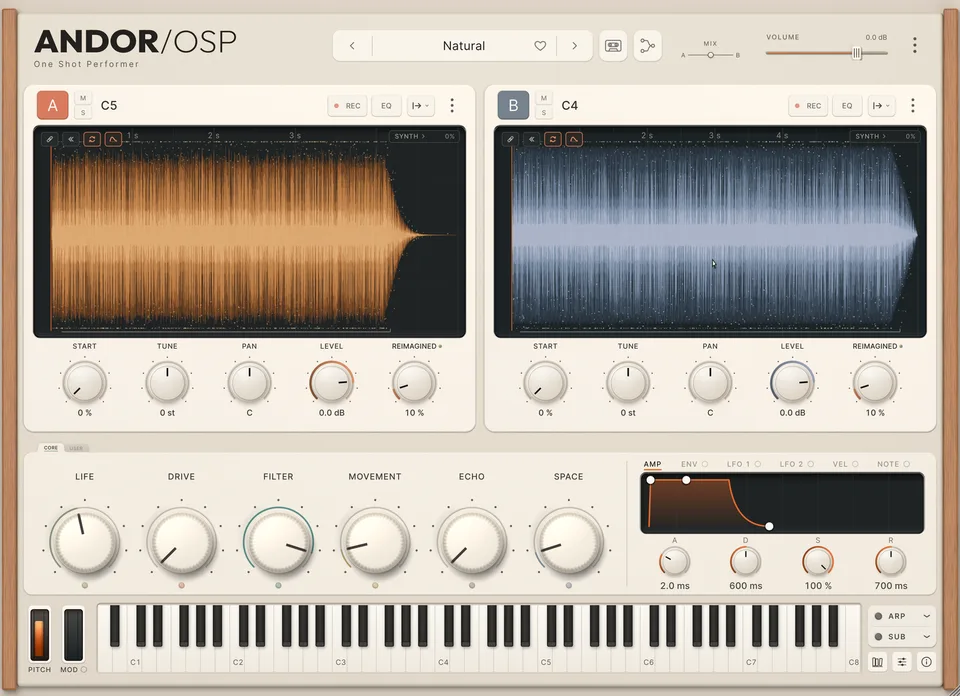 ANDOR/OSP
One Shot Performer
Natural
MIX
A B
VOLUME 0.0 dB
A M S C5 REC EQ
B M S C4 REC EQ
1 s 2 s 3 s SYNTH 0%
2 s 3 s 4 s SYNTH 0%
START TUNE PAN LEVEL REIMAGINED
0 % 0 st C 0.0 dB 10 %
START TUNE PAN LEVEL REIMAGINED
0 % 0 st C 0.0 dB 10 %
CORE USER
LIFE DRIVE FILTER MOVEMENT ECHO SPACE
AMP ENV LFO 1 LFO 2 VEL NOTE
A D S R
2.0 ms 600 ms 100 % 700 ms
C1 C2 C3 C4 C5 C6 C7 C8
PITCH MOD
ARP
SUB